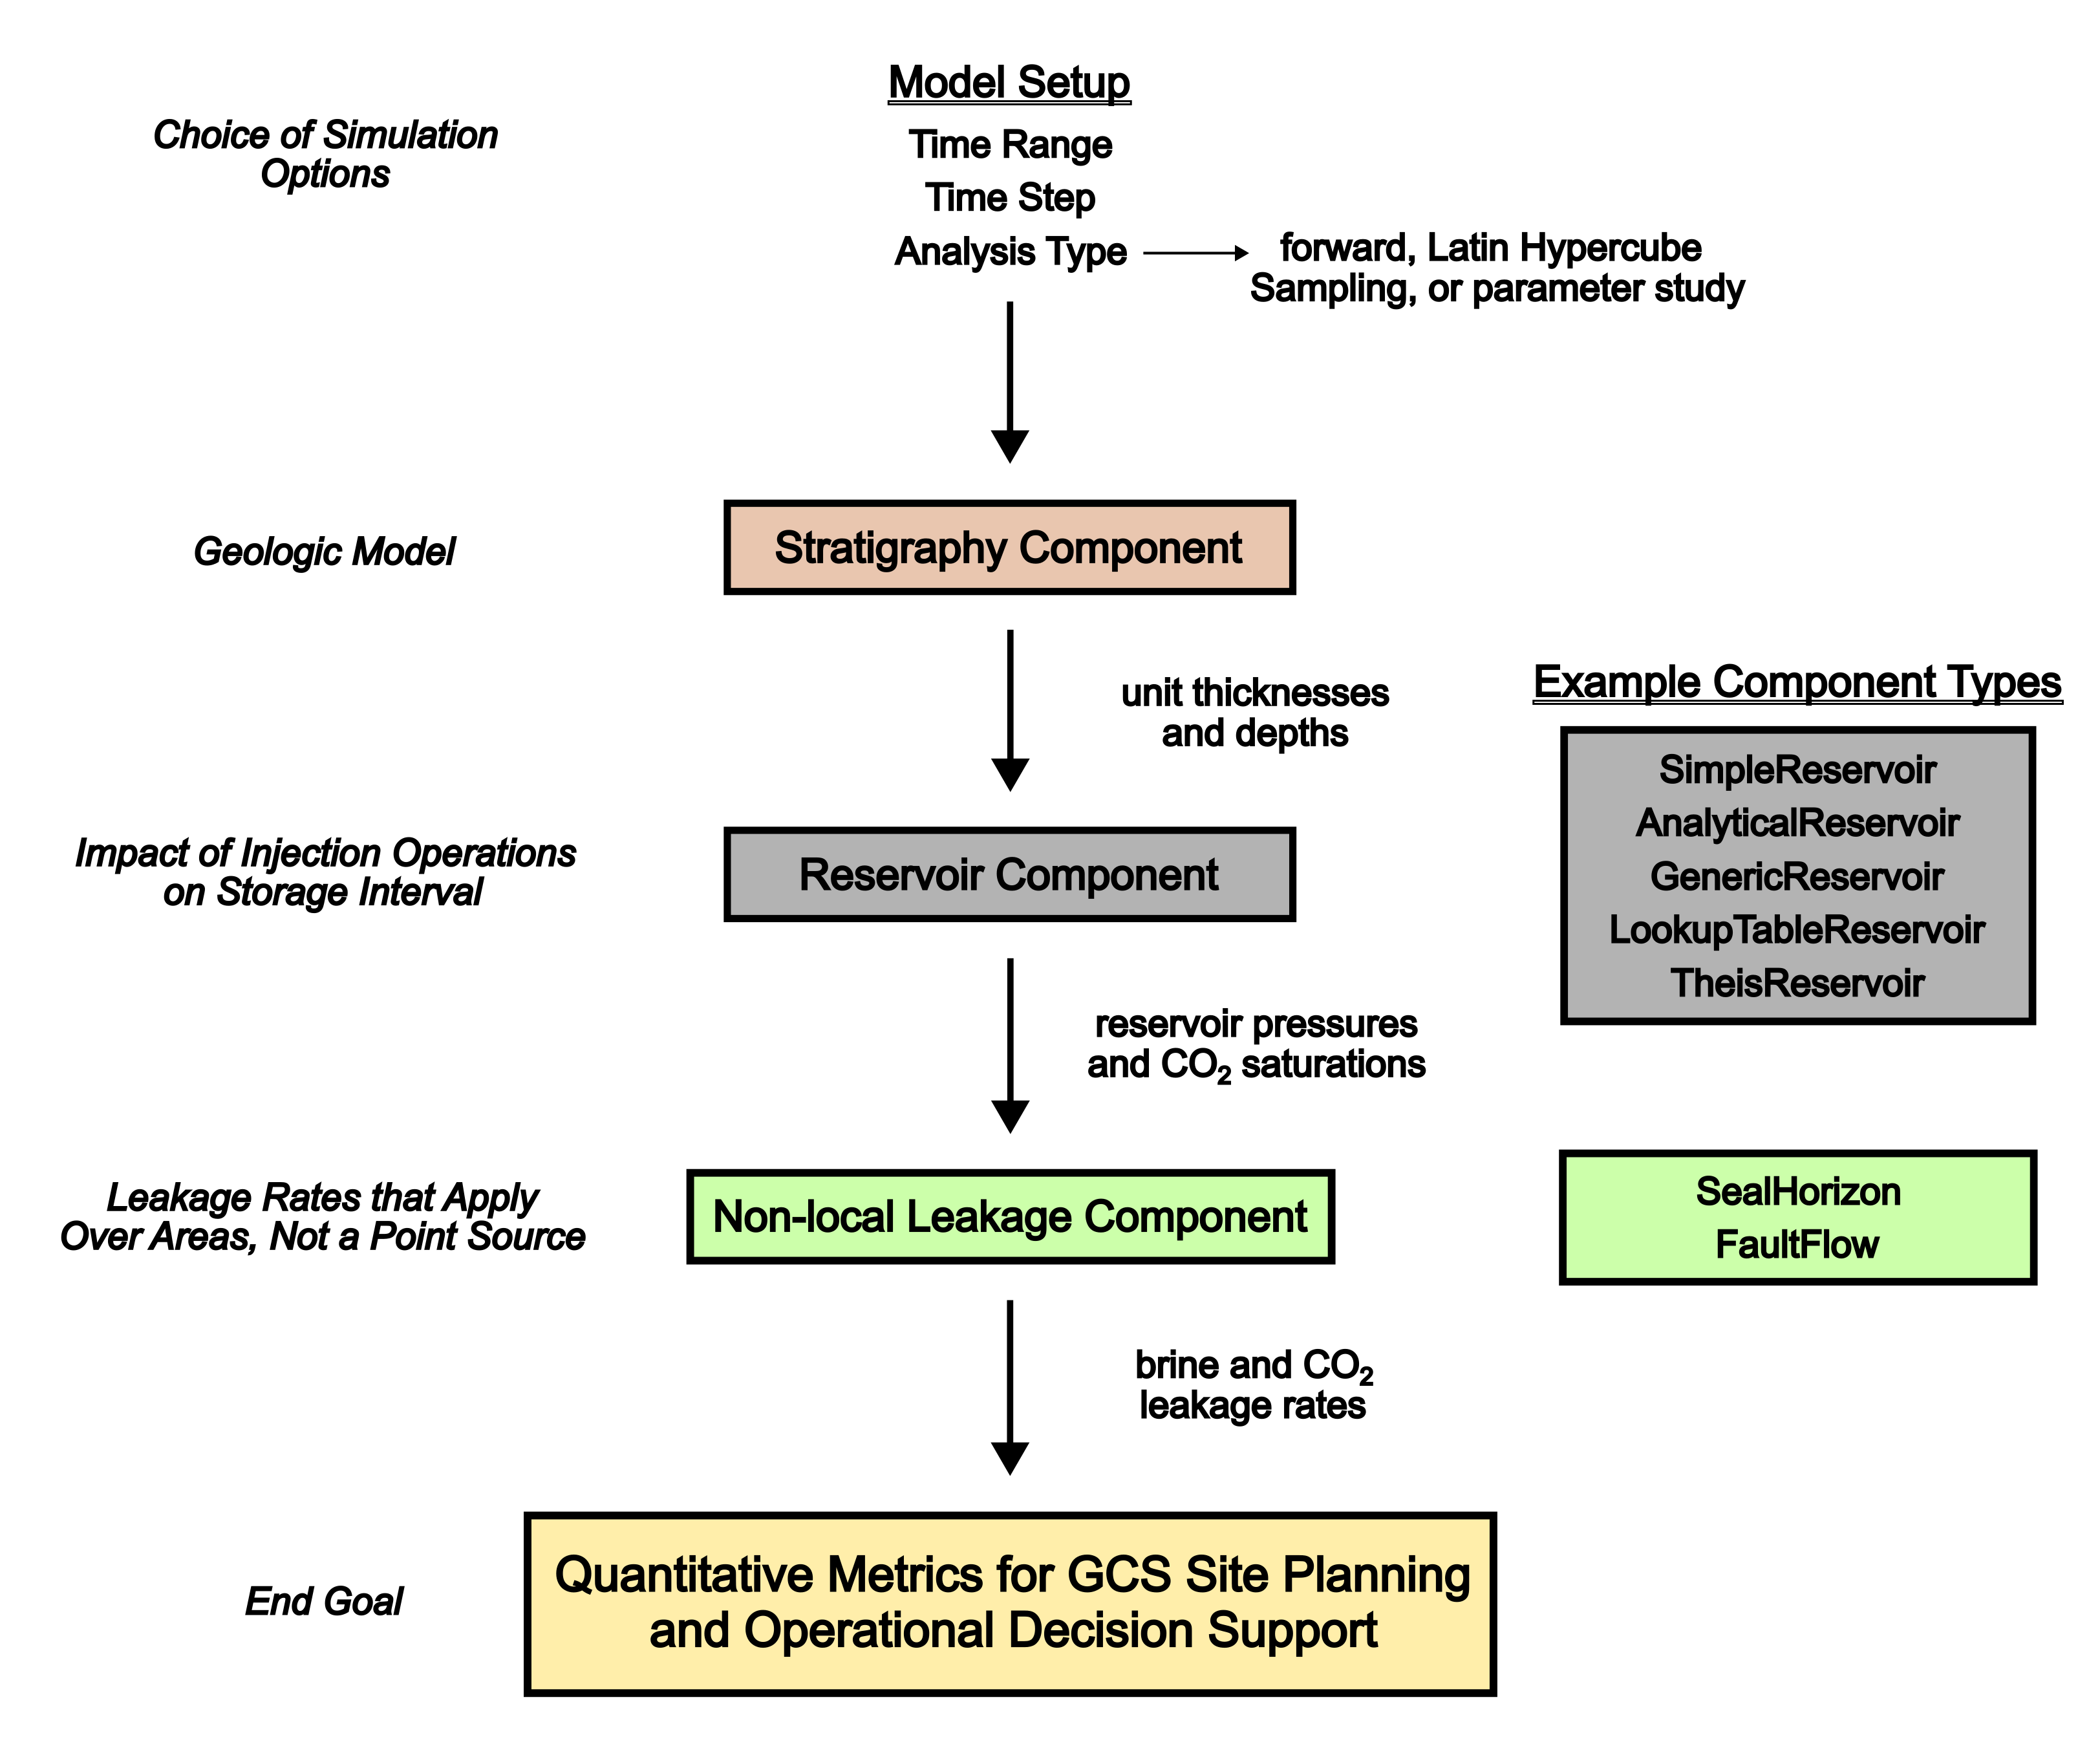 Model Setup
Choice of Simulation
Options
Time Range
Time Step
Analysis Type
forward, Latin Hypercube
Sampling, or parameter study
Geologic Model
Stratigraphy Component
unit thicknesses
and depths
Example Component Types
Impact of Injection Operations
on Storage Interval
Reservoir Component
SimpleReservoir
AnalyticalReservoir
GenericReservoir
LookupTableReservoir
TheisReservoir
reservoir pressures
and CO₂ saturations
Leakage Rates that Apply
Over Areas, Not a Point Source
Non-local Leakage Component
SealHorizon
FaultFlow
brine and CO₂
leakage rates
End Goal
Quantitative Metrics for GCS Site Planning
and Operational Decision Support